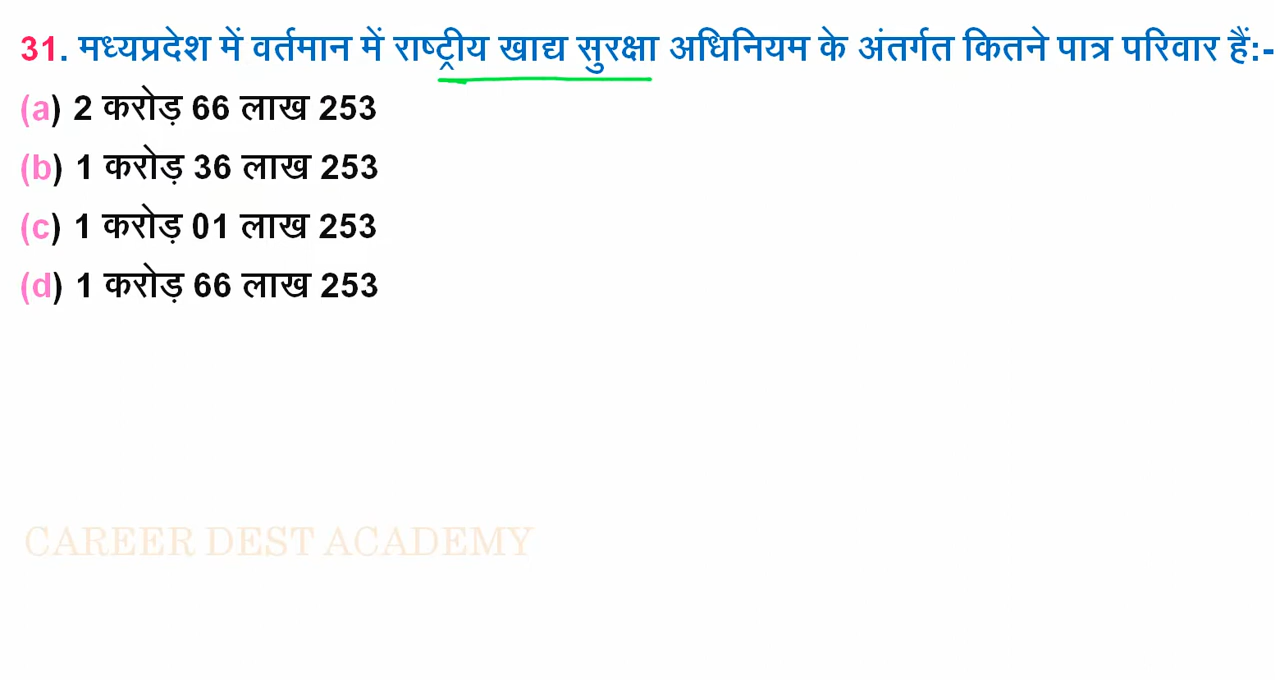 31. मध्यप्रदेश में वर्तमान में राष्ट्रीय खाद्य सुरक्षा अधिनियम के अंतर्गत कितने पात्र परिवार हैं:-
(a) 2 करोड़ 66 लाख 253
(b) 1 करोड़ 36 लाख 253
(c) 1 करोड़ 01 लाख 253
(d) 1 करोड़ 66 लाख 253
CAREER DEST ACADEMY